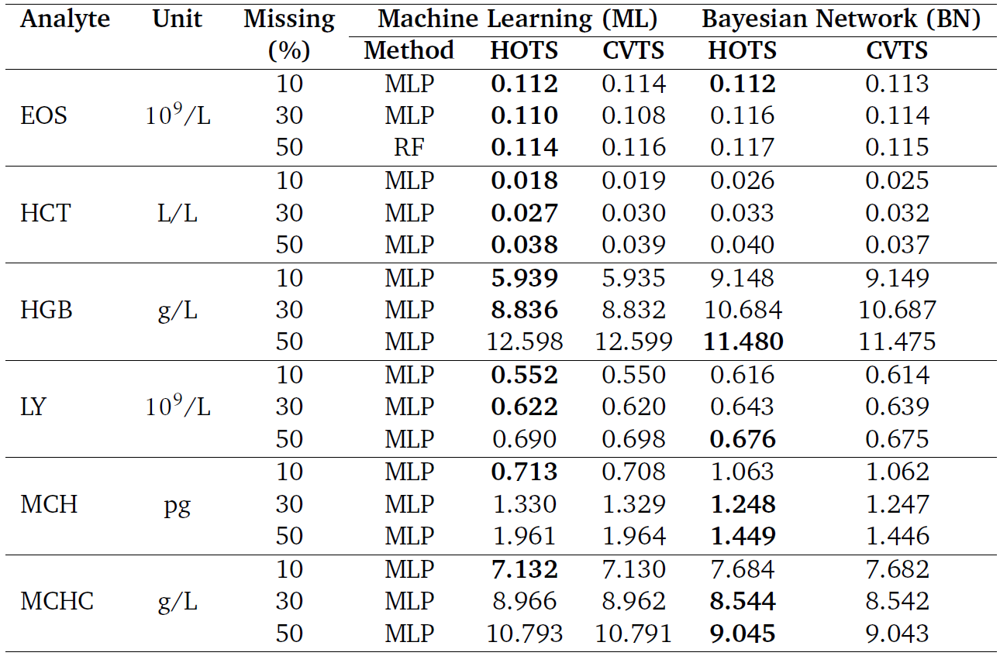 Analyte Unit Missing Machine Learning (ML) Bayesian Network (BN)
(%) Method HOTS CVTS HOTS CVTS
10 MLP 0.112 0.114 0.112 0.113
EOS 10⁹/L 30 MLP 0.110 0.108 0.116 0.114
50 RF 0.114 0.116 0.117 0.115
10 MLP 0.018 0.019 0.026 0.025
HCT L/L 30 MLP 0.027 0.030 0.033 0.032
50 MLP 0.038 0.039 0.040 0.037
10 MLP 5.939 5.935 9.148 9.149
HGB g/L 30 MLP 8.836 8.832 10.684 10.687
50 MLP 12.598 12.599 11.480 11.475
10 MLP 0.552 0.550 0.616 0.614
LY 10⁹/L 30 MLP 0.622 0.620 0.643 0.639
50 MLP 0.690 0.698 0.676 0.675
10 MLP 0.713 0.708 1.063 1.062
MCH pg 30 MLP 1.330 1.329 1.248 1.247
50 MLP 1.961 1.964 1.449 1.446
10 MLP 7.132 7.130 7.684 7.682
MCHC g/L 30 MLP 8.966 8.962 8.544 8.542
50 MLP 10.793 10.791 9.045 9.043